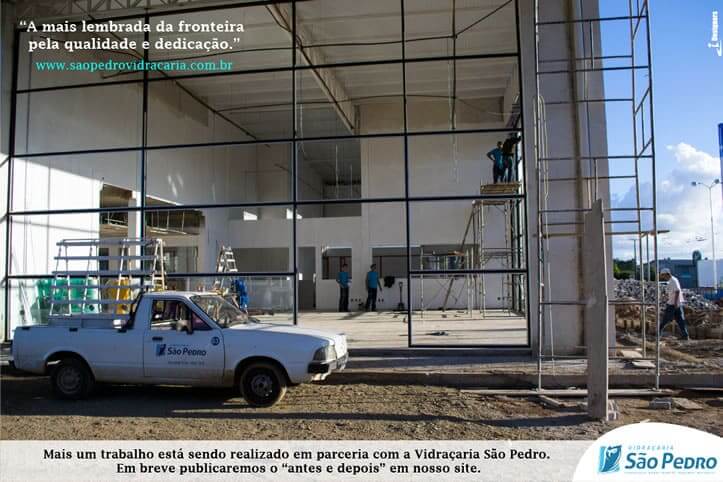 “A mais lembrada da fronteira
pela qualidade e dedicação.”
www.saopedrovidracaria.com.br
São Pedro
Mais um trabalho está sendo realizado em parceria com a Vidraçaria São Pedro.
Em breve publicaremos o “antes e depois” em nosso site.
VIDRAÇARIA
São Pedro